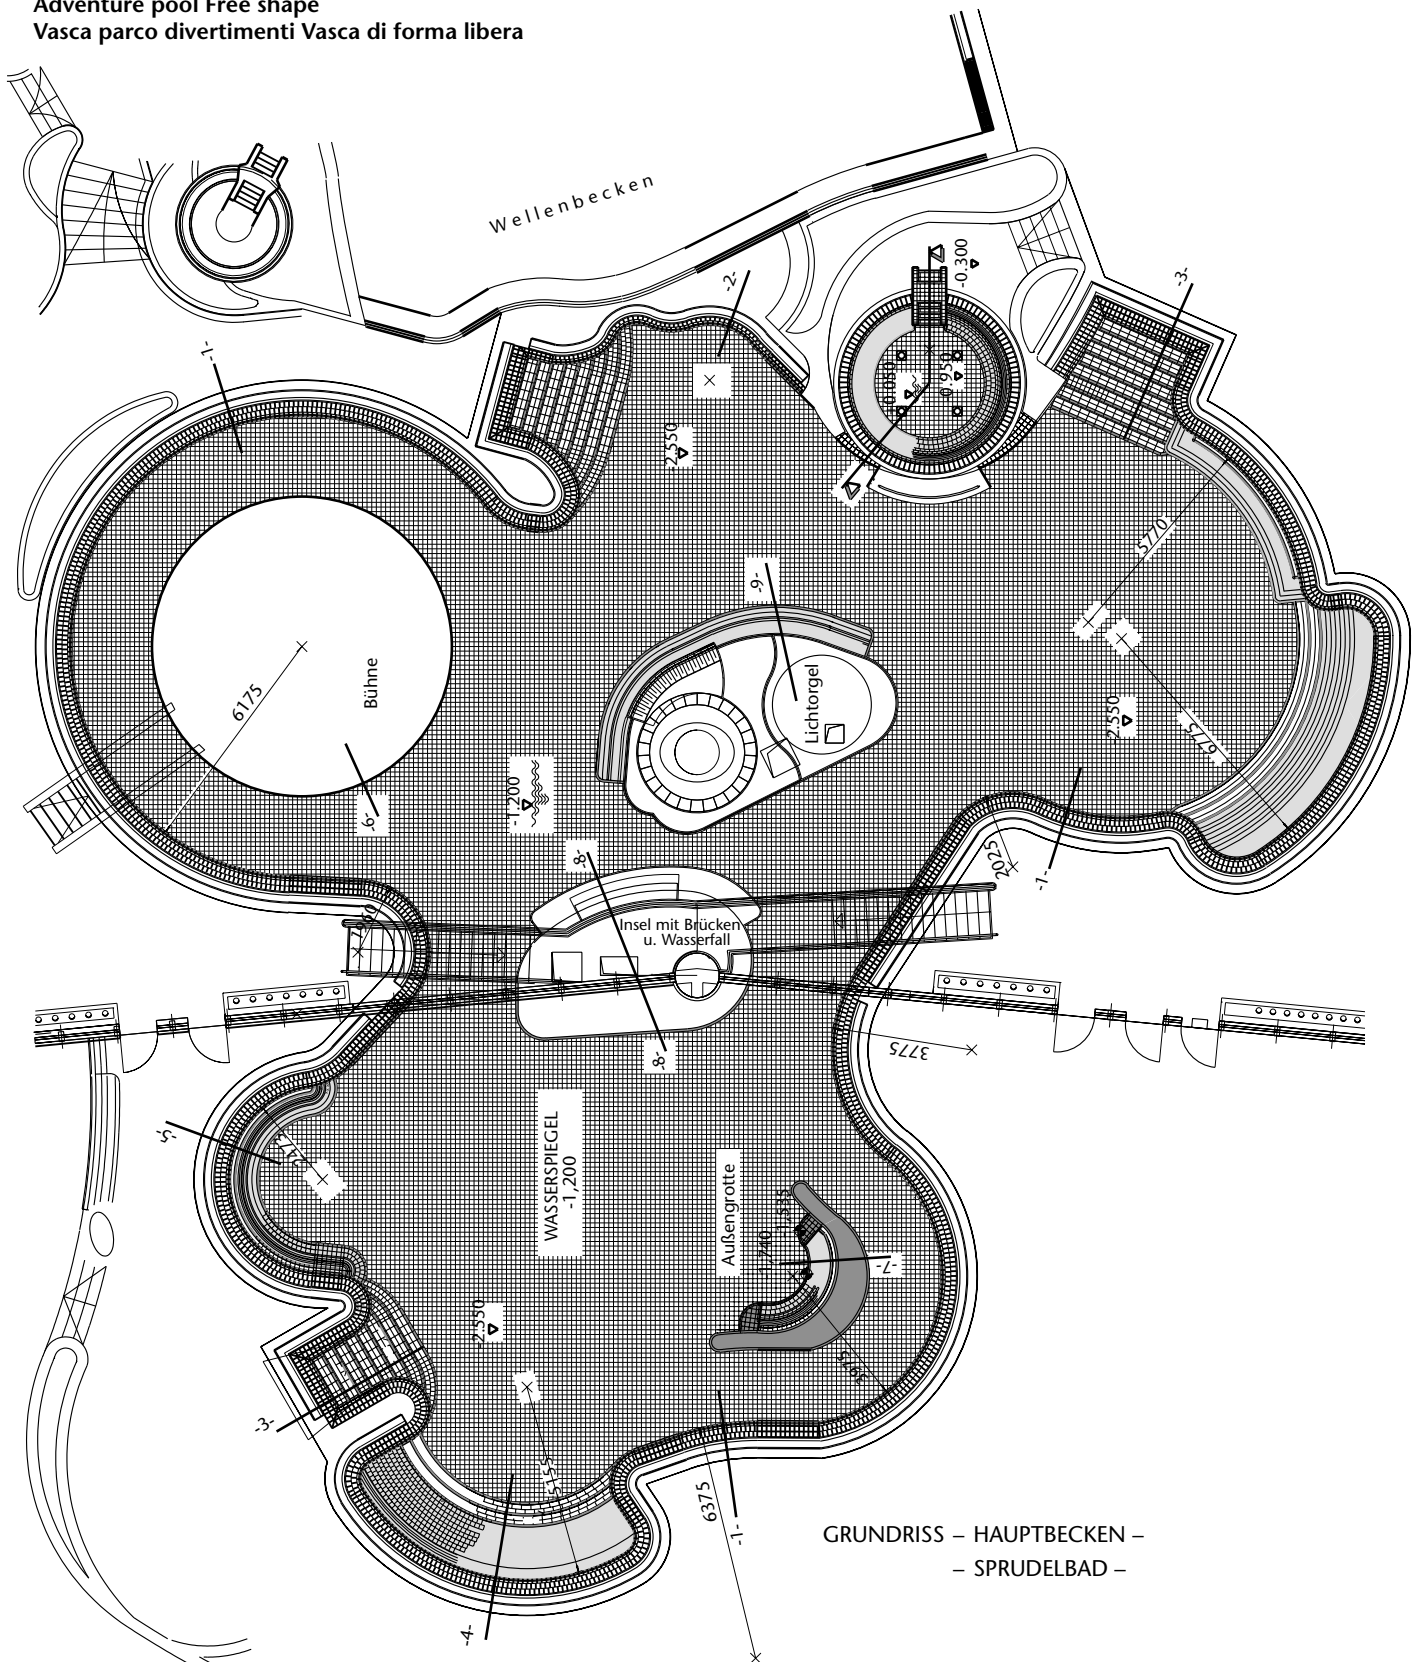 Adventure pool Free shape
Vasca parco divertimenti Vasca di forma libera
Wellenbecken
-1-
-2-
-3-
-0.300
0.950
-2.550
5770
-9-
Bühne
6175
Lichtorgel
-2.550
6775
-1.200
-6-
-8-
2025
-1-
Insel mit Brücken
u. Wasserfall
-8-
3775
-5-
2475
WASSERSPIEGEL
-1,200
Außengrotte
-1.740
-1.535
-7-
-2.550
3975
-3-
5155
6375
-1-
-4-
GRUNDRISS – HAUPTBECKEN –
– SPRUDELBAD –